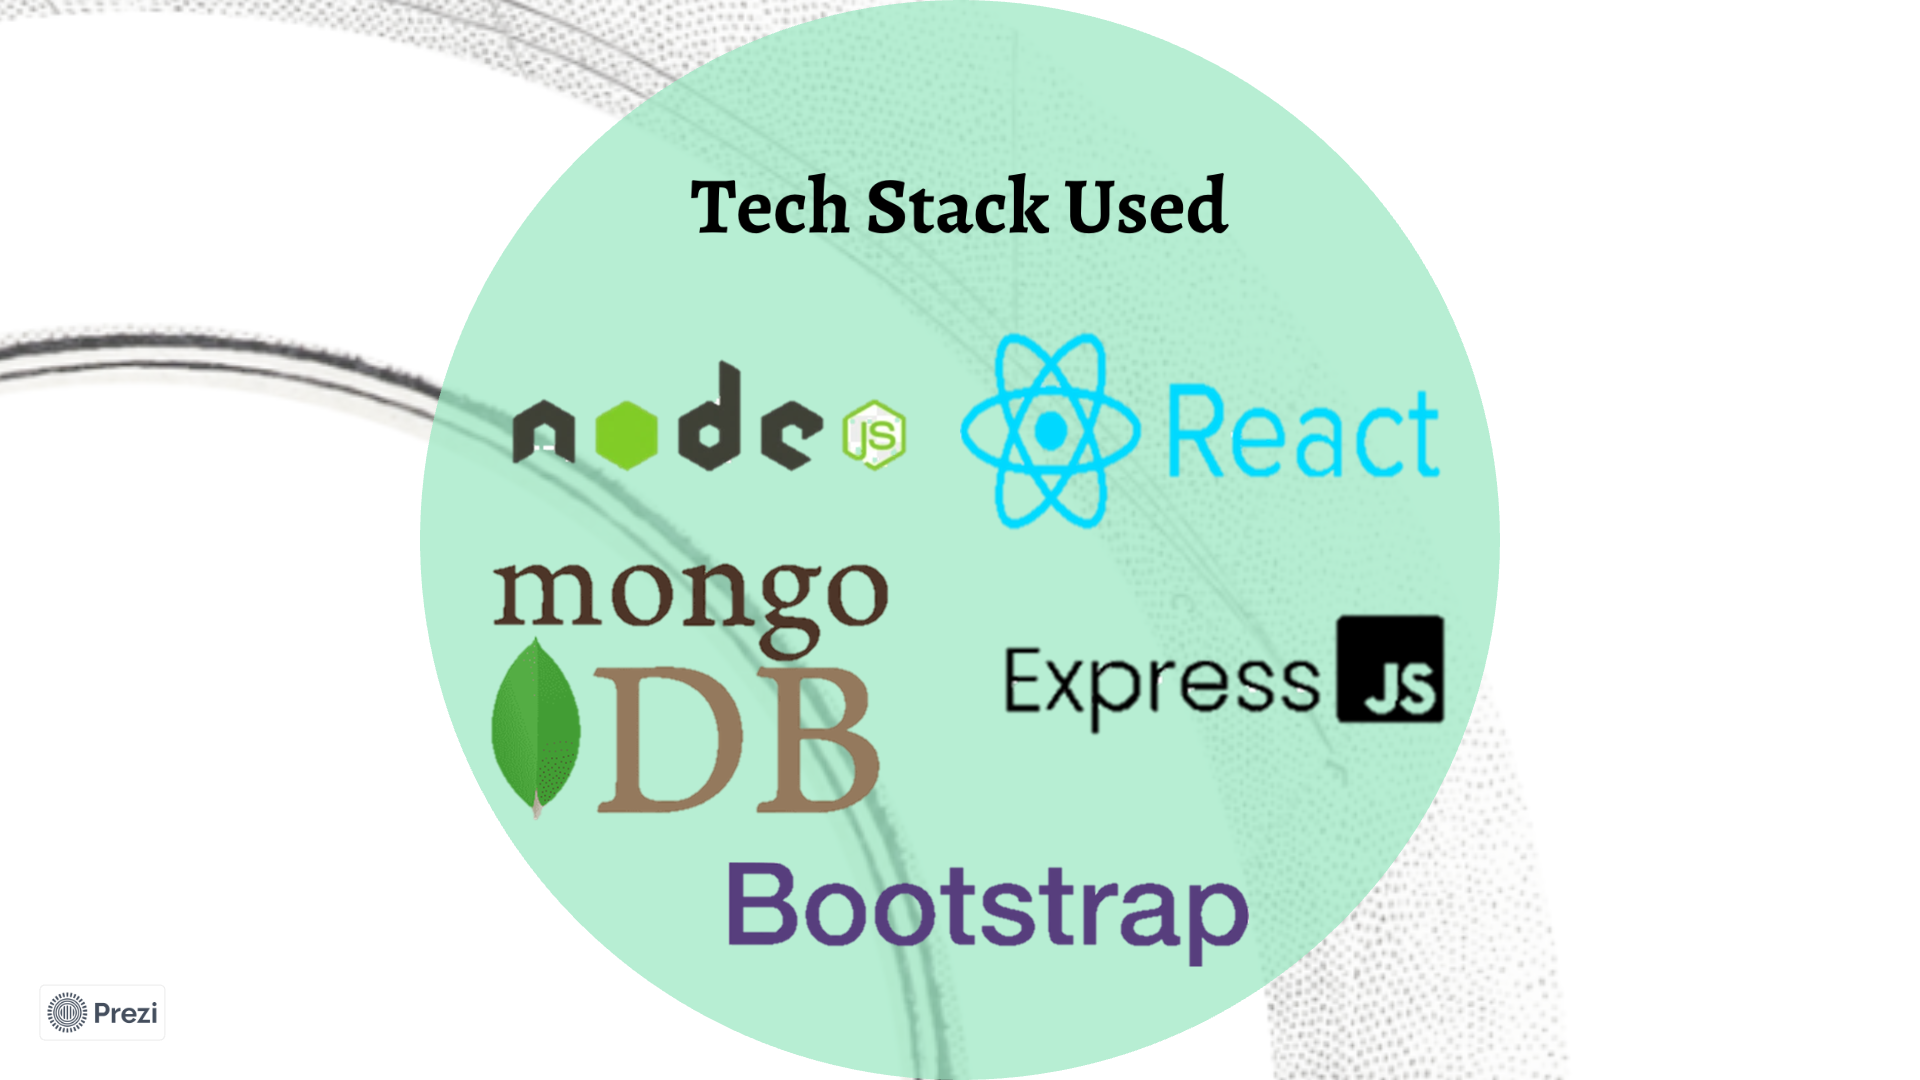 Tech Stack Used
node JS
React
mongo
DB
Express JS
Bootstrap
Prezi